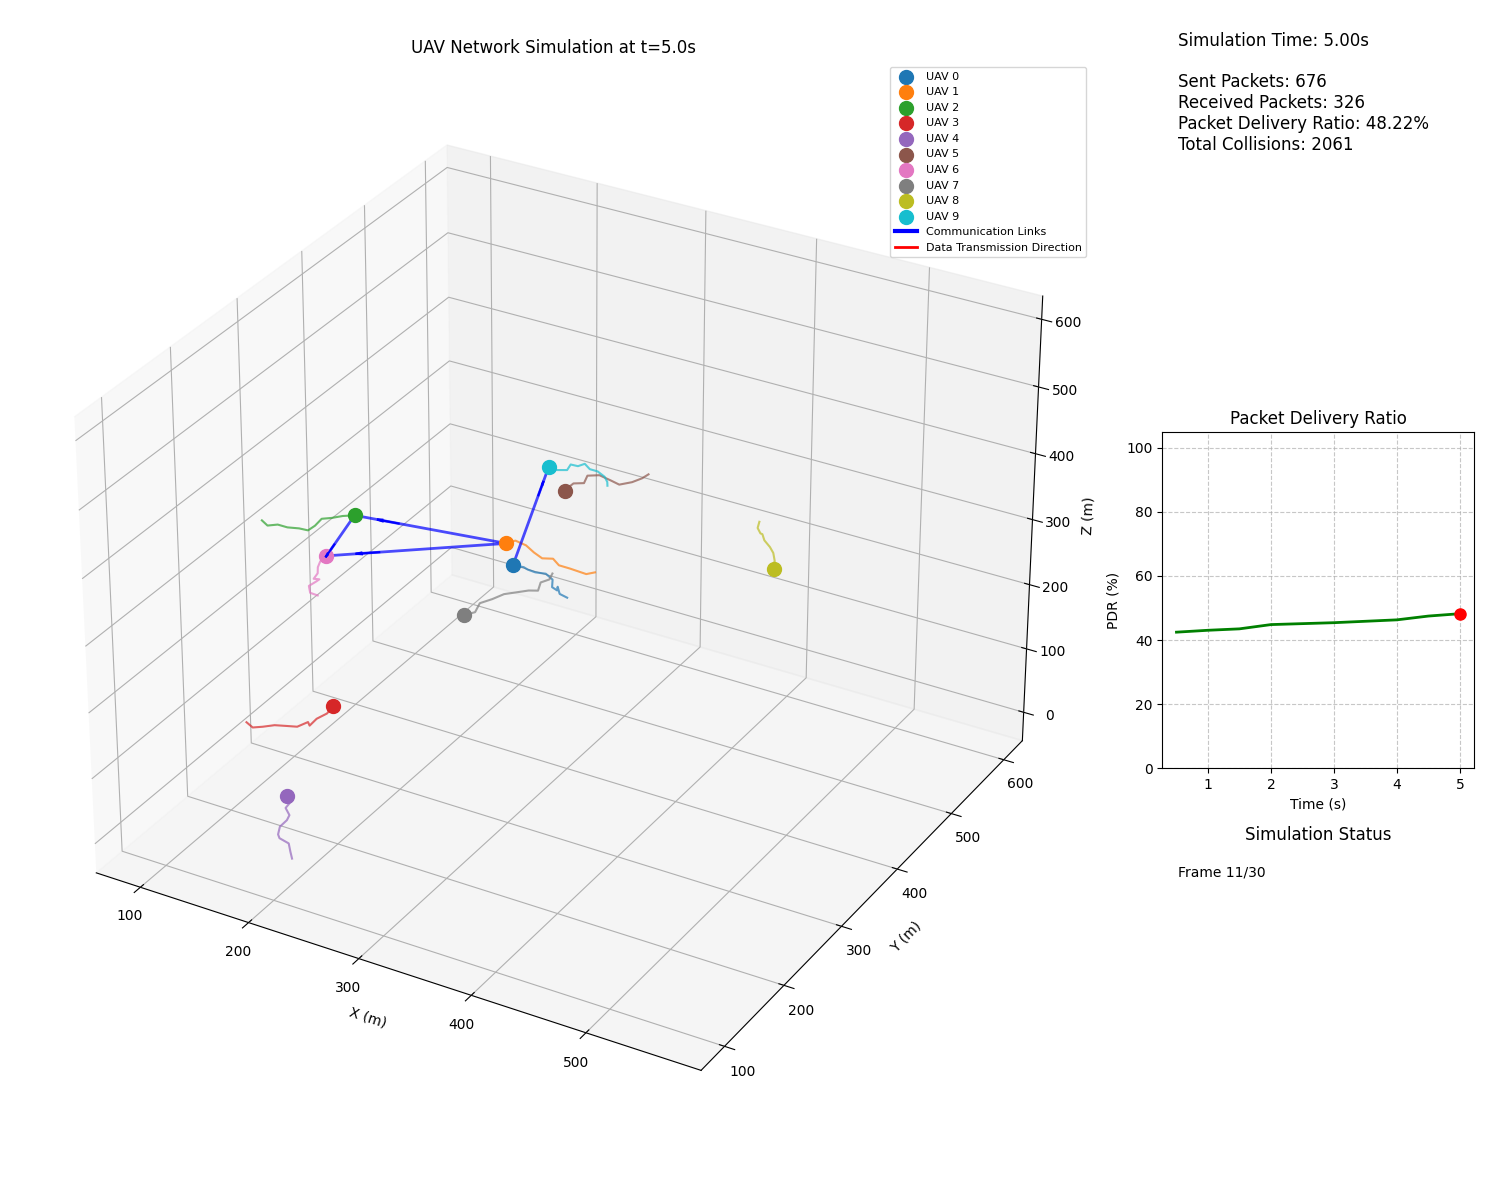 UAV Network Simulation at t=5.0s
UAV 0
UAV 1
UAV 2
UAV 3
UAV 4
UAV 5
UAV 6
UAV 7
UAV 8
UAV 9
Communication Links
Data Transmission Direction
600
500
400
300
200
100
0
Z (m)
100
200
300
400
500
X (m)
600
500
400
300
200
100
Y (m)
Simulation Time: 5.00s
Sent Packets: 676
Received Packets: 326
Packet Delivery Ratio: 48.22%
Total Collisions: 2061
Packet Delivery Ratio
100
80
60
40
20
0
PDR (%)
1
2
3
4
5
Time (s)
Simulation Status
Frame 11/30